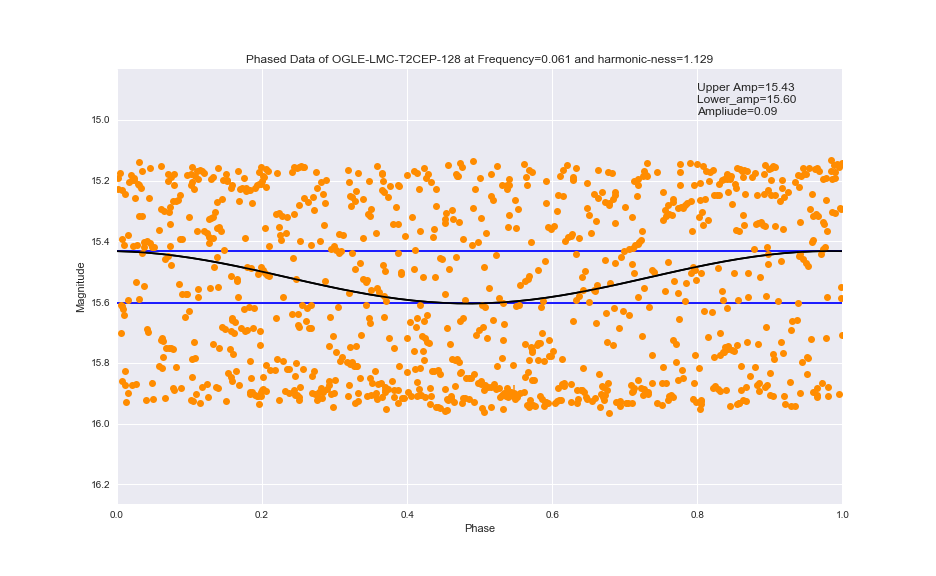 Phased Data of OGLE-LMC-T2CEP-128 at Frequency=0.061 and harmonic-ness=1.129
Upper Amp=15.43
Lower_amp=15.60
Ampliude=0.09
15.0
15.2
15.4
15.6
15.8
16.0
16.2
Magnitude
0.0 0.2 0.4 0.6 0.8 1.0
Phase